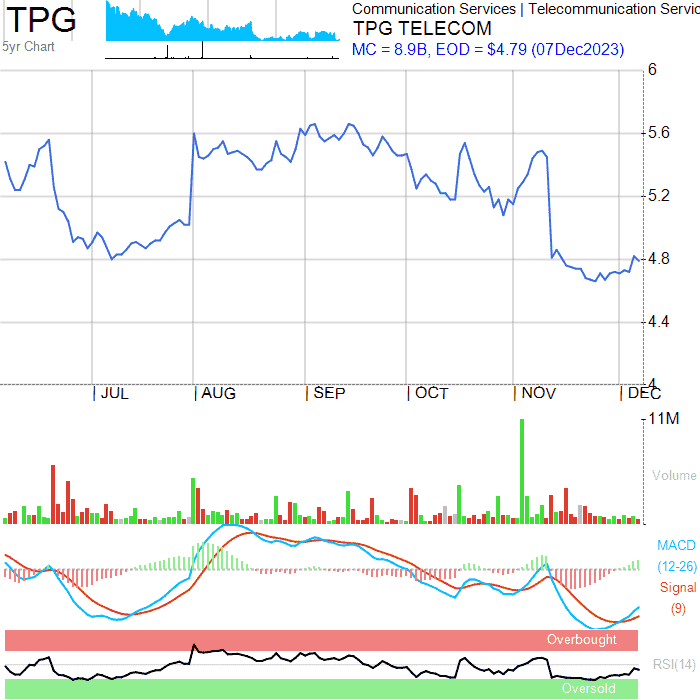 TPG
5yr Chart
Communication Services | Telecommunication Servic
TPG TELECOM
MC = 8.9B, EOD = $4.79 (07Dec2023)
6
5.6
5.2
4.8
4.4
4
| JUL | AUG | SEP | OCT | NOV | DEC
11M
Volume
MACD
(12-26)
Signal
(9)
Overbought
RSI(14)
Oversold